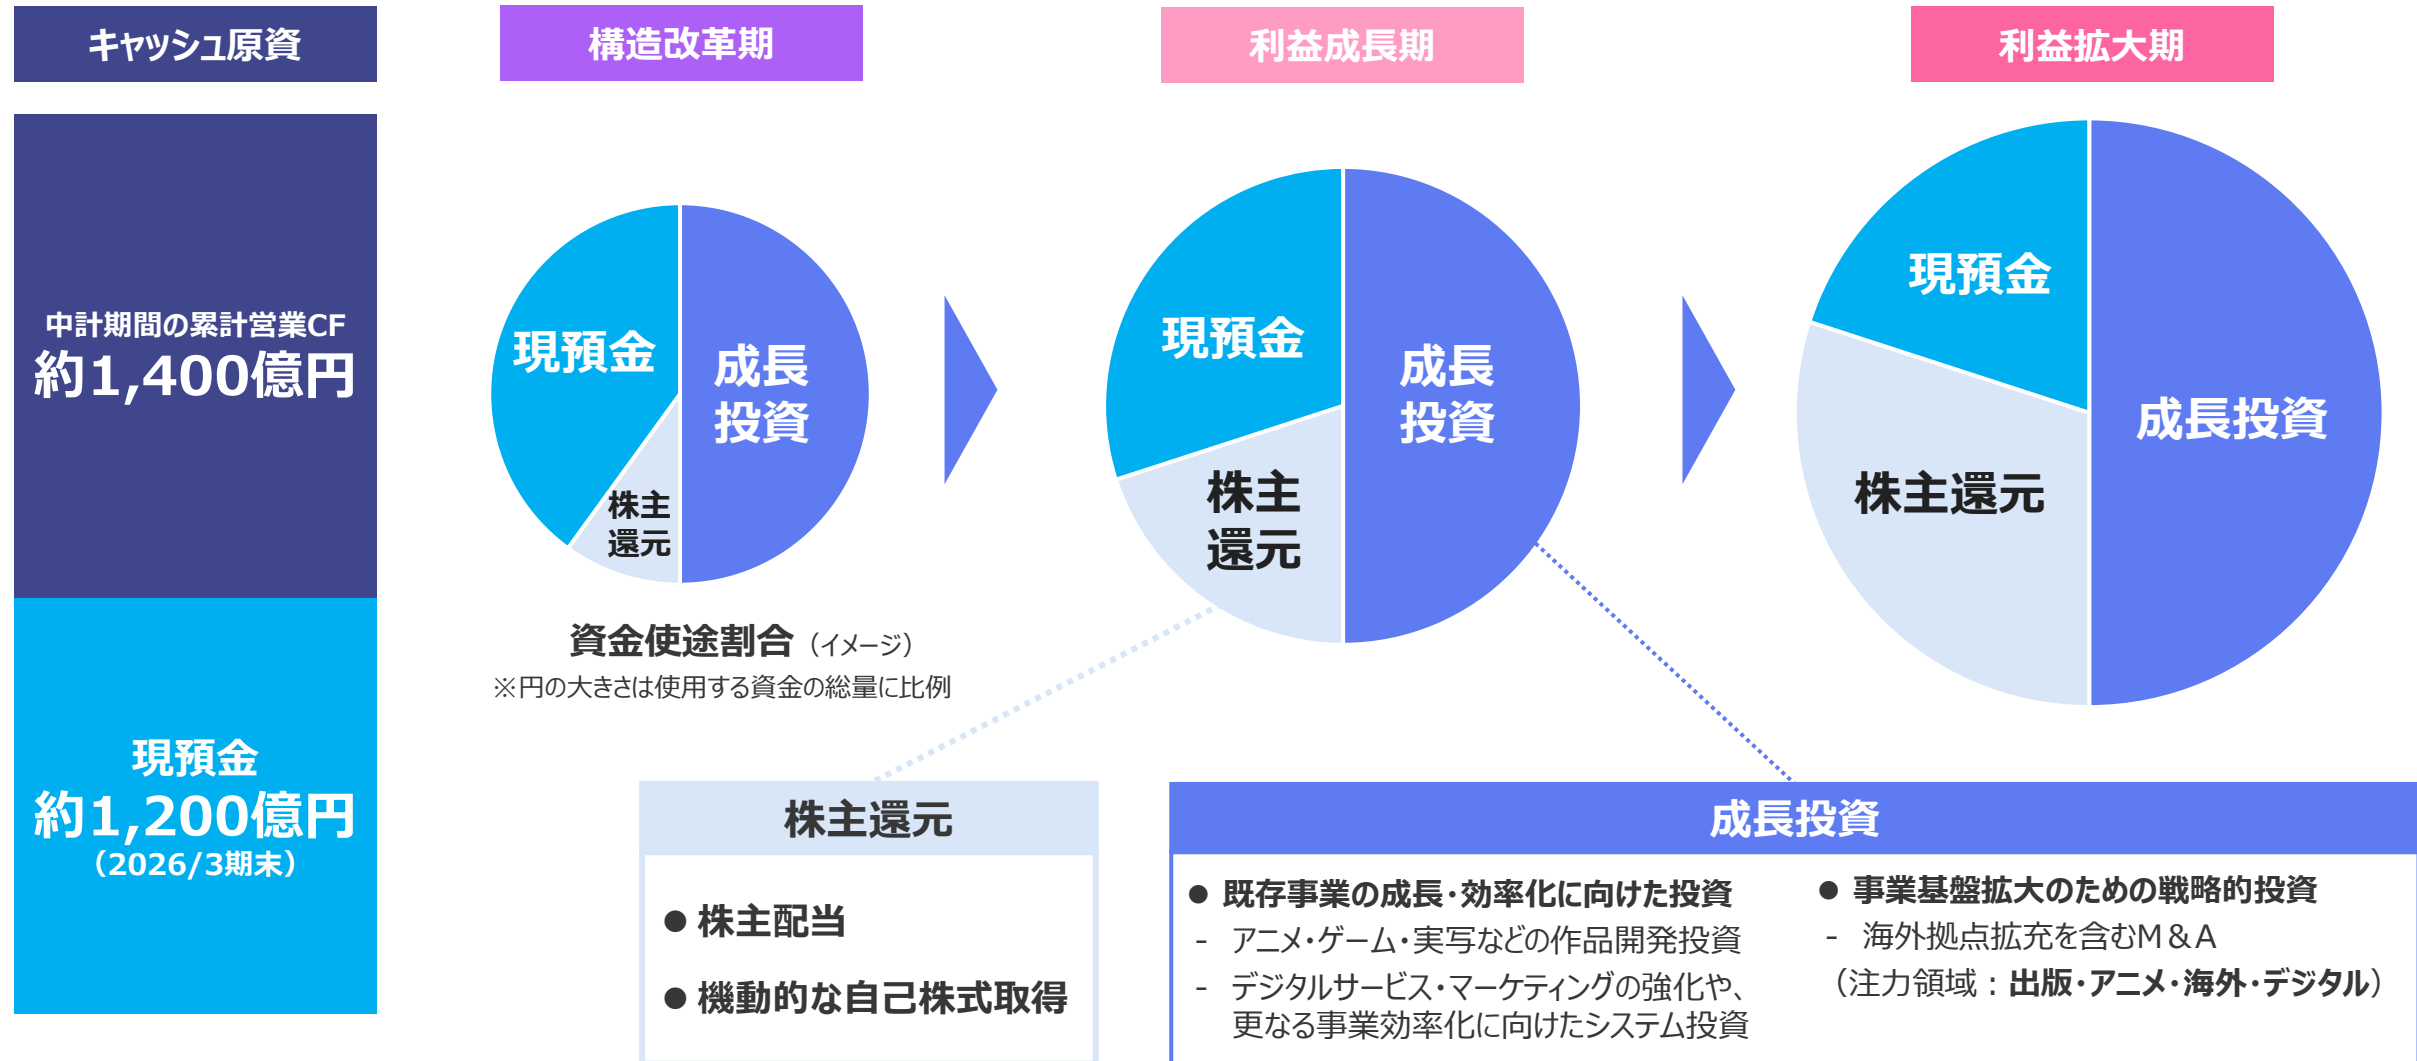 キャッシュ原資
構造改革期
利益成長期
利益拡大期
中計期間の累計営業CF
約1,400億円
現預金
約1,200億円
（2026/3期末）
現預金
成長
投資
株主
還元
現預金
成長
投資
株主
還元
現預金
成長投資
株主還元
資金使途割合（イメージ）
※円の大きさは使用する資金の総量に比例
株主還元
● 株主配当
● 機動的な自己株式取得
成長投資
● 既存事業の成長・効率化に向けた投資
- アニメ・ゲーム・実写などの作品開発投資
- デジタルサービス・マーケティングの強化や、
更なる事業効率化に向けたシステム投資
● 事業基盤拡大のための戦略的投資
- 海外拠点拡充を含むM＆A
（注力領域：出版・アニメ・海外・デジタル）